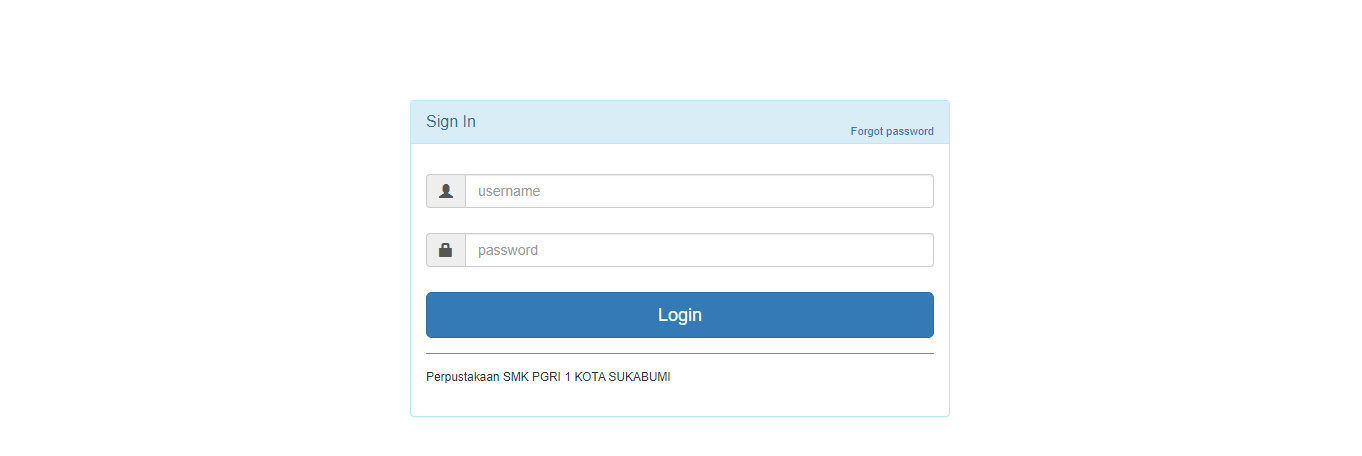 Sign In
Forgot password
username
password
Login
Perpustakaan SMK PGRI 1 KOTA SUKABUMI